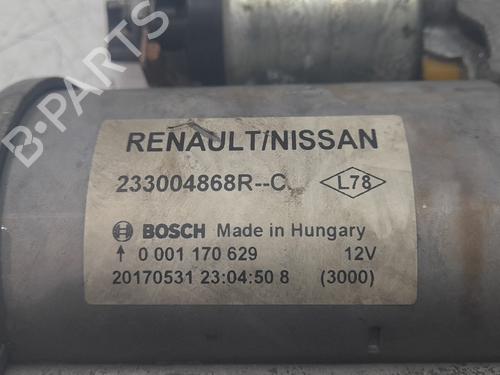 RENAULT/NISSAN
233004868R--C.
L78
BOSCH Made in Hungary
0 001 170 629 12V
20170531 23:04:50 8 (3000)
B-PARTS